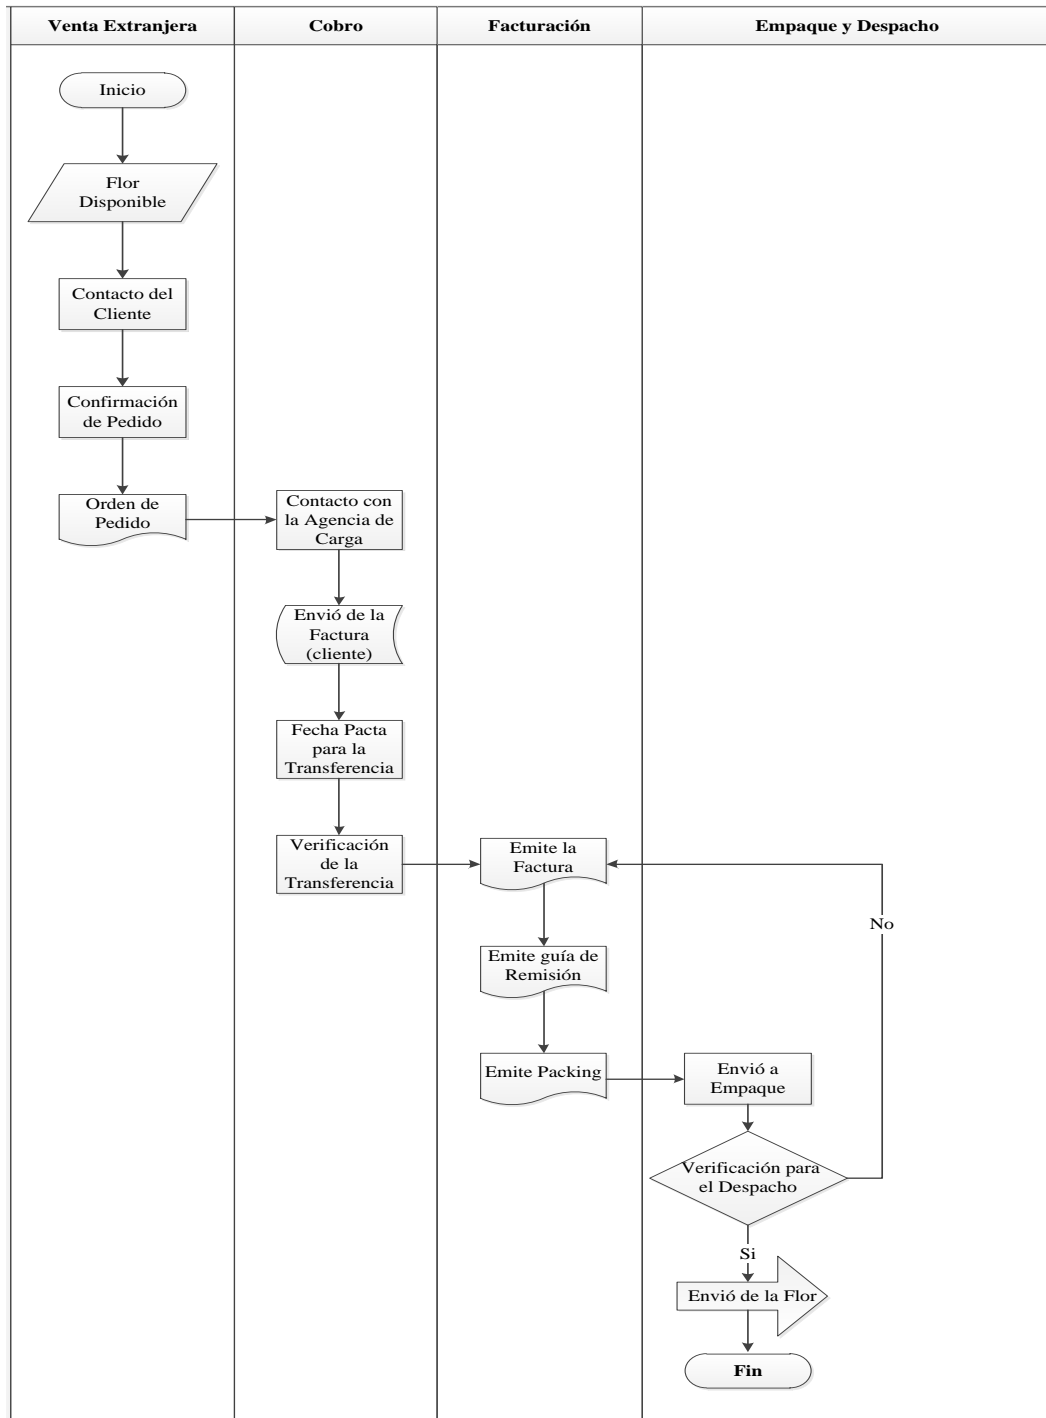 Venta Extranjera
Cobro
Facturación
Empaque y Despacho
Inicio
Flor
Disponible
Contacto del
Cliente
Confirmación
de Pedido
Orden de
Pedido
Contacto con
la Agencia de
Carga
Envió de la
Factura
(cliente)
Fecha Pacta
para la
Transferencia
Verificación
de la
Transferencia
Emite la
Factura
No
Emite guía de
Remisión
Emite Packing
Envió a
Empaque
Verificación para
el Despacho
Si
Envió de la Flor
Fin